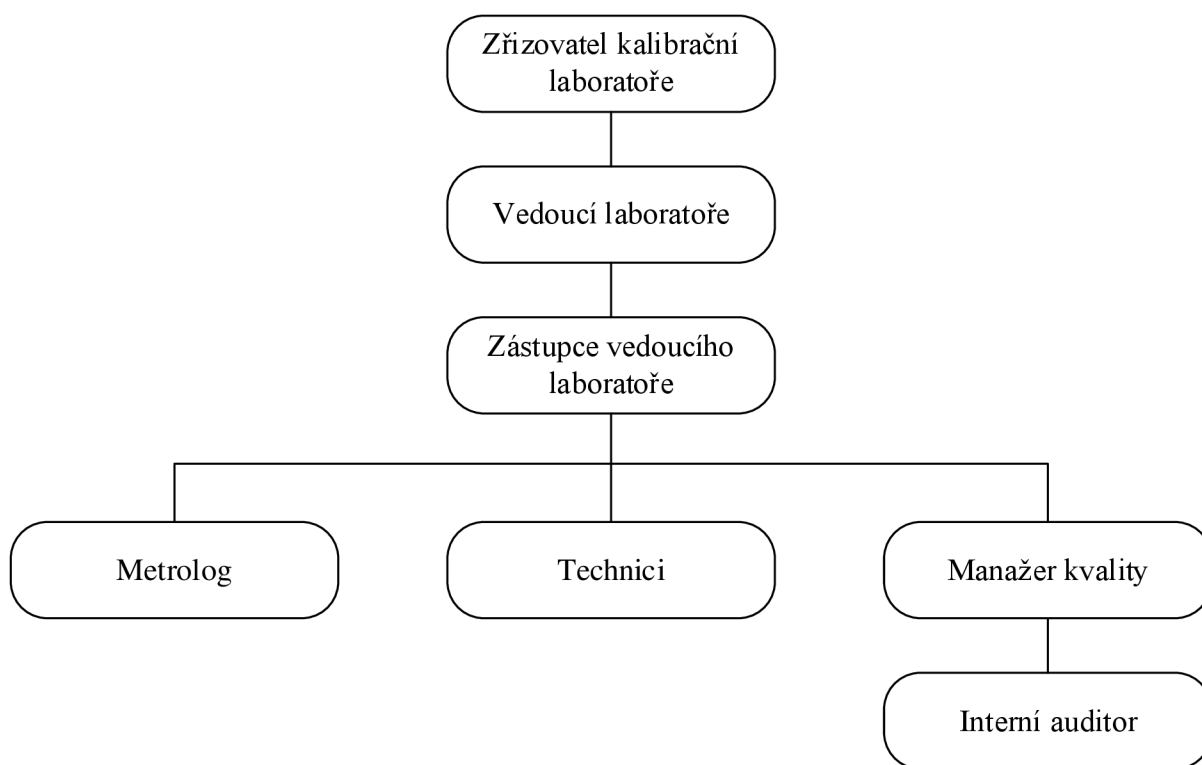 Zřizovatel kalibrační
laboratoře
Vedoucí laboratoře
Zástupce vedoucího
laboratoře
Metrolog
Technici
Manažer kvality
Interní auditor